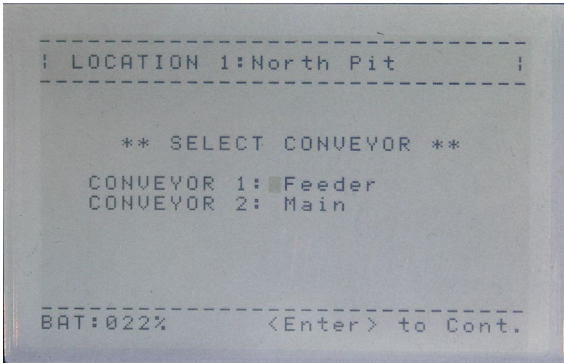 LOCATION 1:North Pit
** SELECT CONVEYOR **
CONVEYOR 1: Feeder
CONVEYOR 2: Main
BAT:022% <Enter> to Cont.